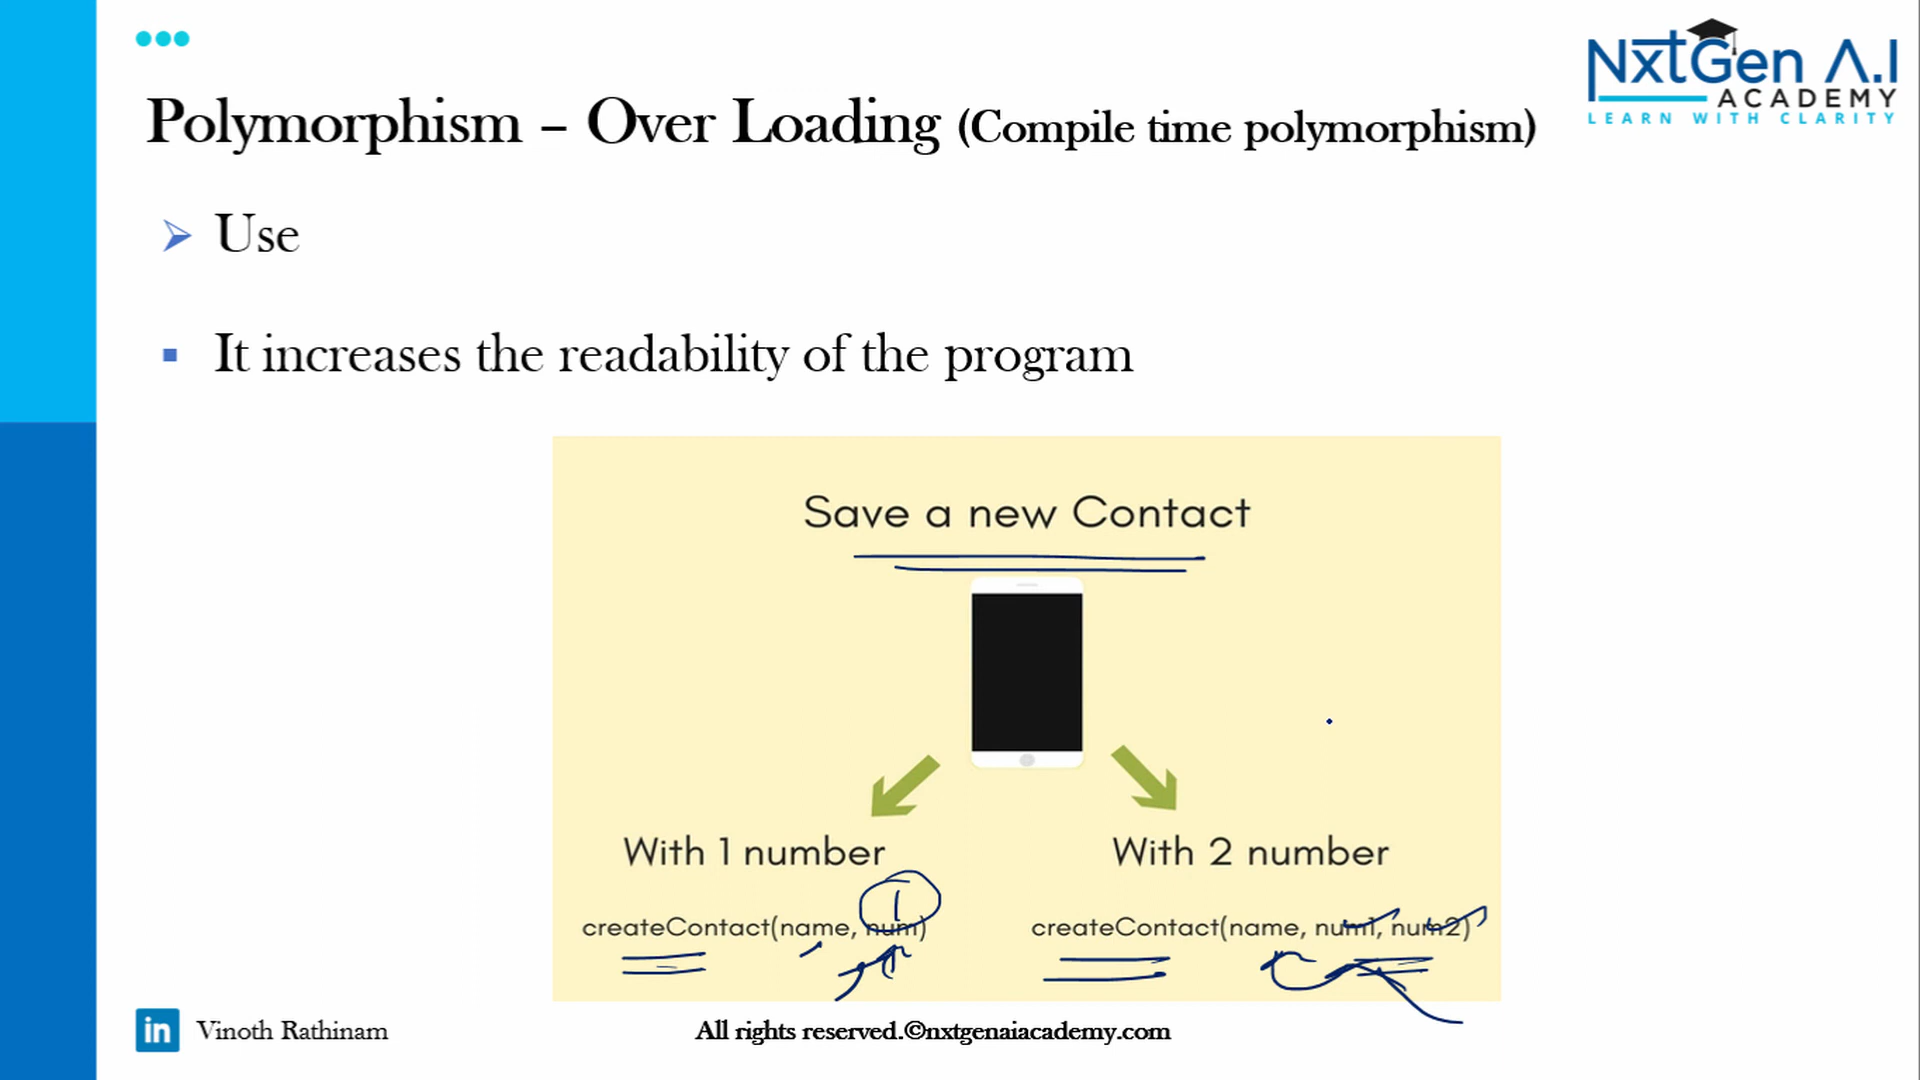 NxtGen A.I
ACADEMY
LEARN WITH CLARITY
Polymorphism – Over Loading (Compile time polymorphism)
Use
It increases the readability of the program
Save a new Contact
With 1 number
With 2 number
1
createContact(name, num)
createContact(name, num1, num2)
in Vinoth Rathinam
All rights reserved.©nxtgenaiacademy.com